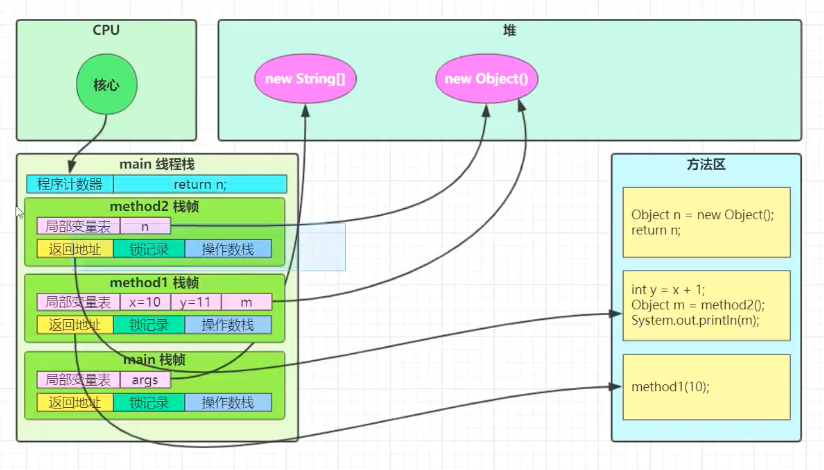 CPU
核心
堆
new String[]
new Object()
main 线程栈
程序计数器 return n;
method2 栈帧
局部变量表 n
返回地址 锁记录 操作数栈
method1 栈帧
局部变量表 x=10 y=11 m
返回地址 锁记录 操作数栈
main 栈帧
局部变量表 args
返回地址 锁记录 操作数栈
方法区
Object n = new Object();
return n;
int y = x + 1;
Object m = method2();
System.out.println(m);
method1(10);